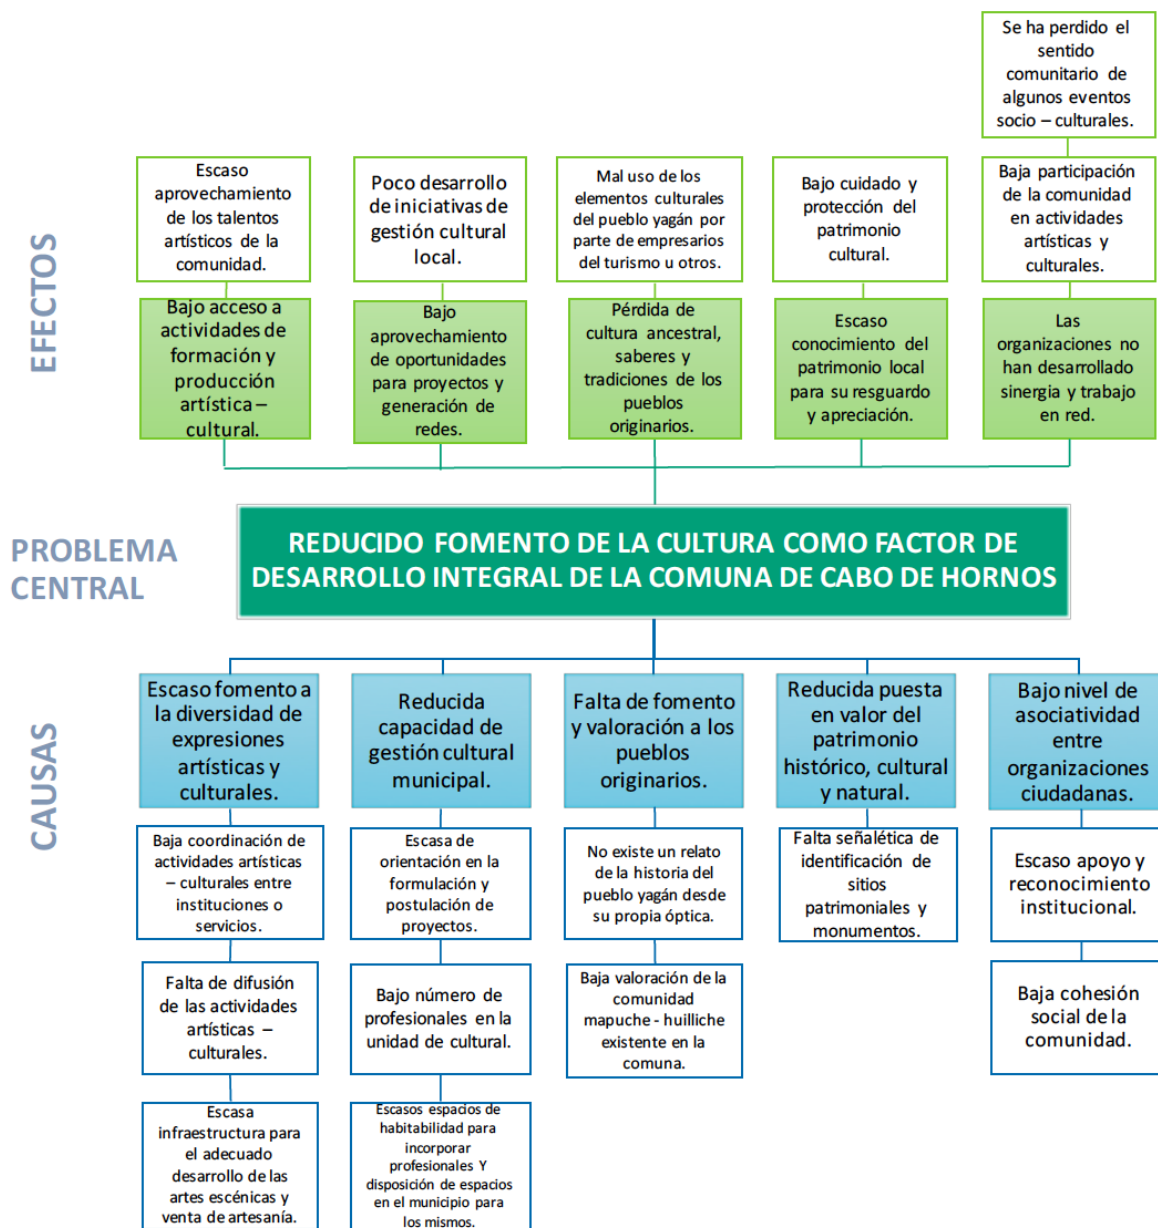 Se ha perdido el
sentido
comunitario de
algunos eventos
socio – culturales.
Escaso
aprovechamiento
de los talentos
artísticos de la
comunidad.
Poco desarrollo
de iniciativas de
gestión cultural
local.
Mal uso de los
elementos culturales
del pueblo yagán por
parte de empresarios
del turismo u otros.
Bajo cuidado y
protección del
patrimonio
cultural.
Baja participación
de la comunidad
en actividades
artísticas y
culturales.
EFECTOS
Bajo acceso a
actividades de
formación y
producción
artística –
cultural.
Bajo
aprovechamiento
de oportunidades
para proyectos y
generación de
redes.
Pérdida de
cultura ancestral,
saberes y
tradiciones de los
pueblos
originarios.
Escaso
conocimiento del
patrimonio local
para su resguardo
y apreciación.
Las
organizaciones no
han desarrollado
sinergia y trabajo
en red.
PROBLEMA
CENTRAL
REDUCIDO FOMENTO DE LA CULTURA COMO FACTOR DE
DESARROLLO INTEGRAL DE LA COMUNA DE CABO DE HORNOS
CAUSAS
Escaso fomento a
la diversidad de
expresiones
artísticas y
culturales.
Reducida
capacidad de
gestión cultural
municipal.
Falta de fomento
y valoración a los
pueblos
originarios.
Reducida puesta
en valor del
patrimonio
histórico, cultural
y natural.
Bajo nivel de
asociatividad
entre
organizaciones
ciudadanas.
Baja coordinación de
actividades artísticas
– culturales entre
instituciones o
servicios.
Escasa de
orientación en la
formulación y
postulación de
proyectos.
No existe un relato
de la historia del
pueblo yagán desde
su propia óptica.
Falta señalética de
identificación de
sitios
patrimoniales y
monumentos.
Escaso apoyo y
reconocimiento
institucional.
Falta de difusión
de las actividades
artísticas –
culturales.
Bajo número de
profesionales en la
unidad de cultural.
Baja valoración de la
comunidad
mapuche - huilliche
existente en la
comuna.
Baja cohesión
social de la
comunidad.
Escasa
infraestructura para
el adecuado
desarrollo de las
artes escénicas y
venta de artesanía.
Escasos espacios de
habitabilidad para
incorporar
profesionales Y
disposición de espacios
en el municipio para
los mismos.